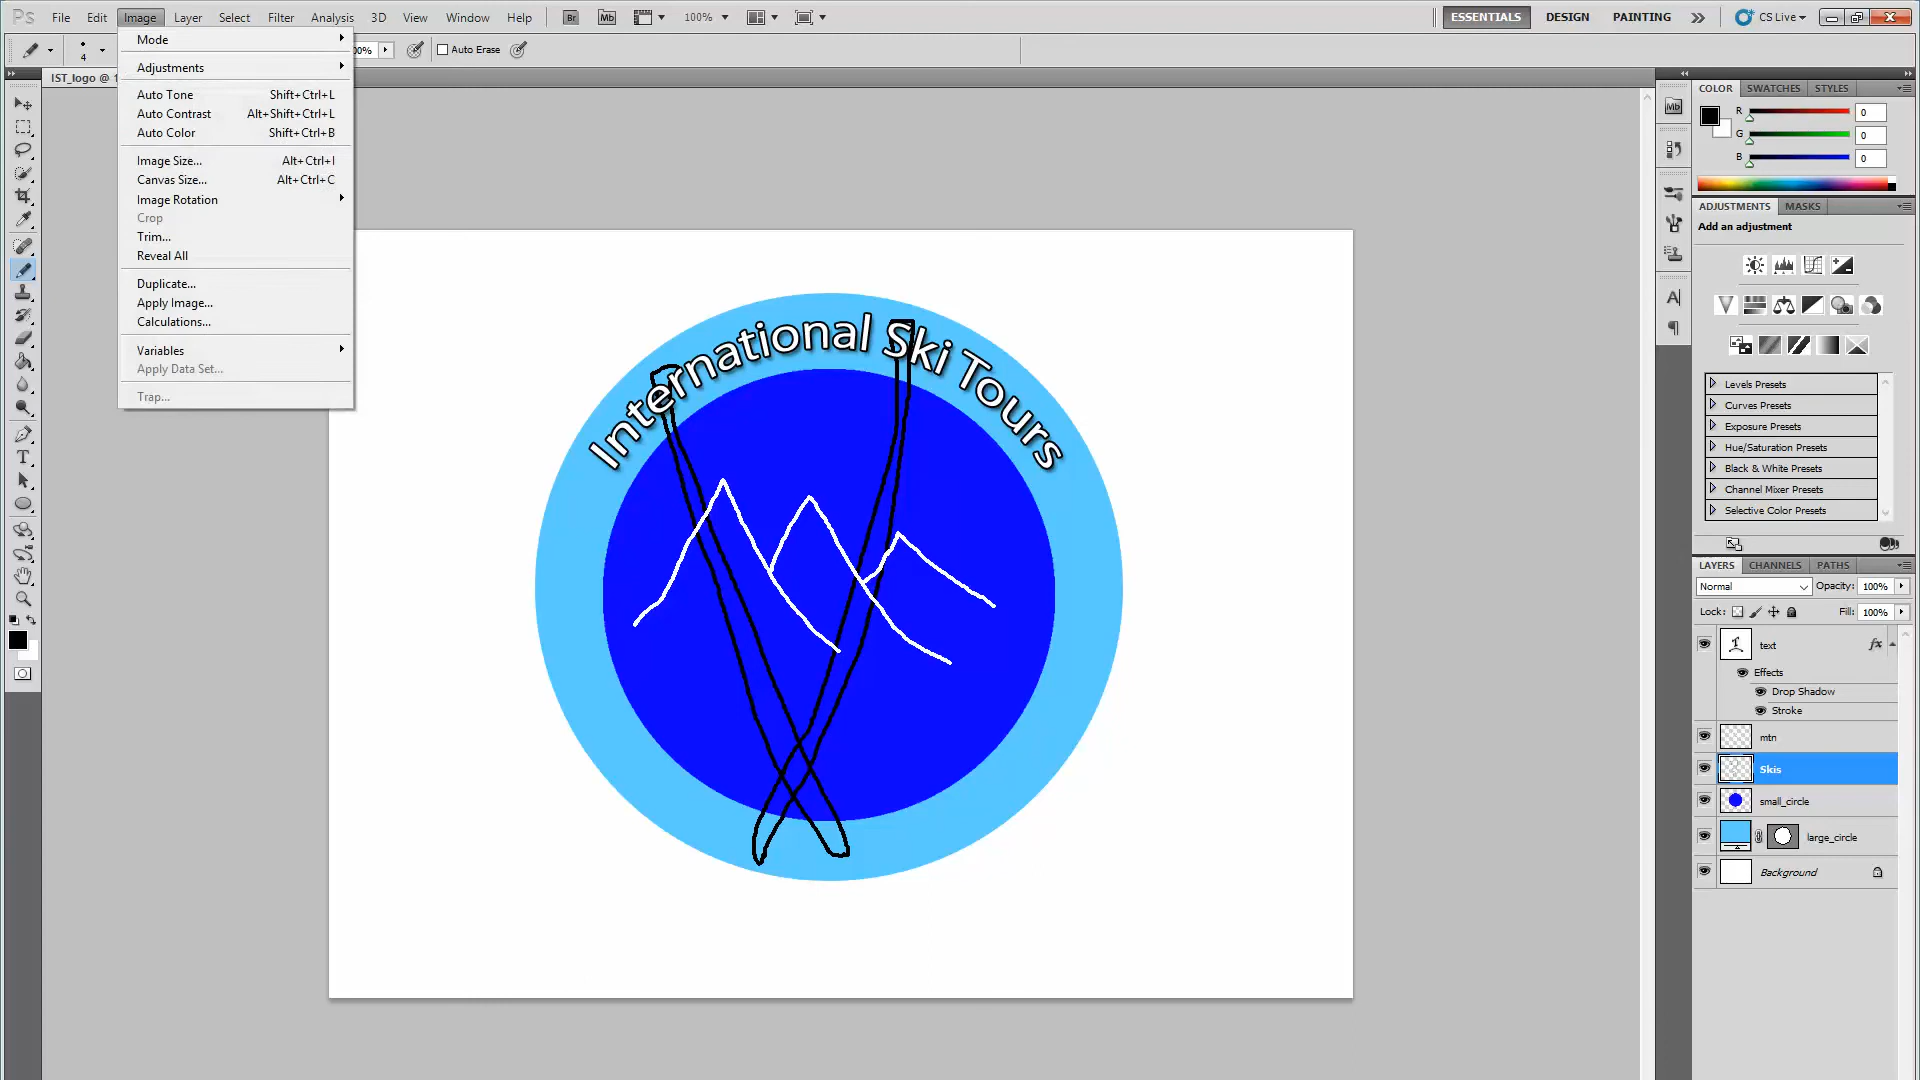 Ps File Edit Image Layer Select Filter Analysis 3D View Window Help Br Mb 100% ESSENTIALS DESIGN PAINTING CS Live
4 00% Auto Erase
IST_logo @ 1
Mode
Adjustments
Auto Tone Shift+Ctrl+L
Auto Contrast Alt+Shift+Ctrl+L
Auto Color Shift+Ctrl+B
Image Size... Alt+Ctrl+I
Canvas Size... Alt+Ctrl+C
Image Rotation
Crop
Trim...
Reveal All
Duplicate...
Apply Image...
Calculations...
Variables
Apply Data Set...
Trap...
International Ski Tours
Mb
COLOR SWATCHES STYLES
R 0
G 0
B 0
ADJUSTMENTS MASKS
Add an adjustment
Levels Presets
Curves Presets
Exposure Presets
Hue/Saturation Presets
Black & White Presets
Channel Mixer Presets
Selective Color Presets
LAYERS CHANNELS PATHS
Normal Opacity: 100%
Lock: Fill: 100%
text fx
Effects
Drop Shadow
Stroke
mtn
Skis
small_circle
large_circle
Background